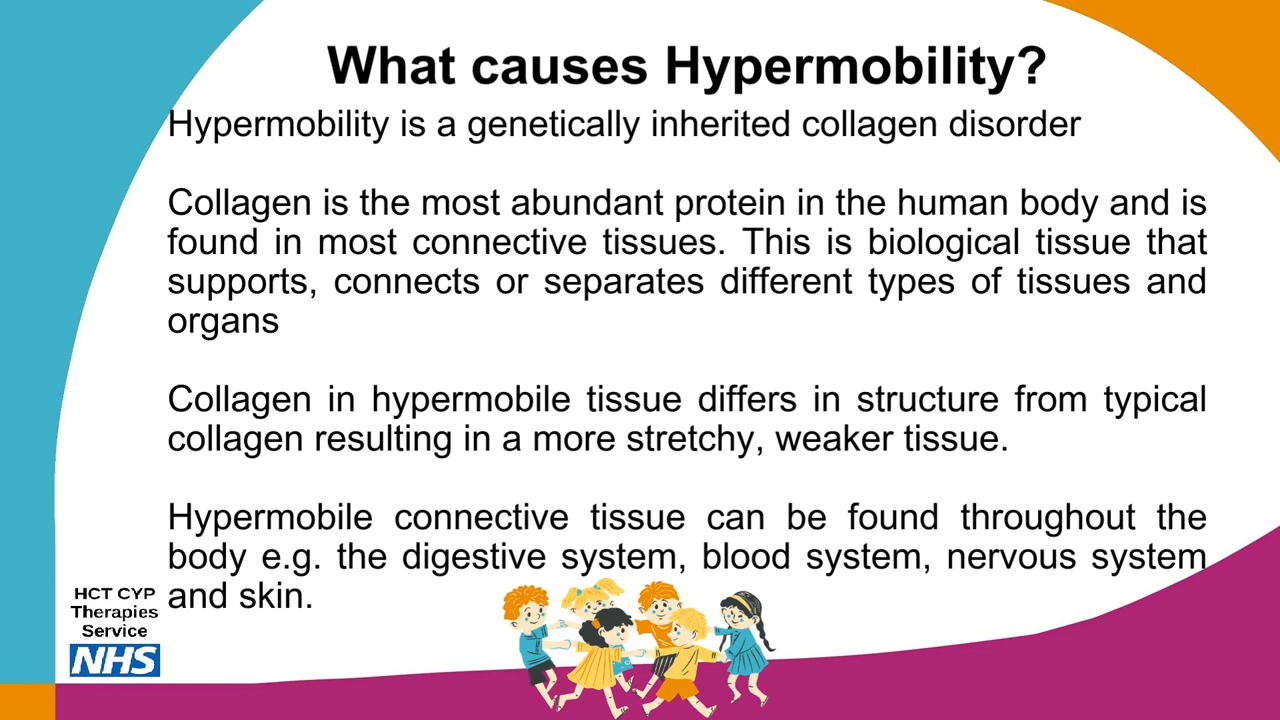 What causes Hypermobility?
Hypermobility is a genetically inherited collagen disorder
Collagen is the most abundant protein in the human body and is
found in most connective tissues. This is biological tissue that
supports, connects or separates different types of tissues and
organs
Collagen in hypermobile tissue differs in structure from typical
collagen resulting in a more stretchy, weaker tissue.
Hypermobile connective tissue can be found throughout the
body e.g. the digestive system, blood system, nervous system
and skin.
HCT CYP
Therapies
Service
NHS